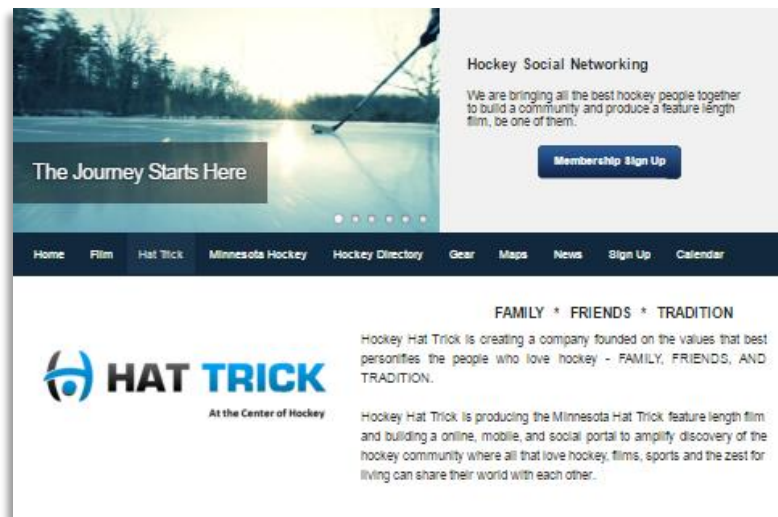 Hockey Social Networking
We are bringing all the best hockey people together
to build a community and produce a feature length
film, be one of them.
Membership Sign Up
The Journey Starts Here
Home Film Hat Trick Minnesota Hockey Hockey Directory Gear Maps News Sign Up Calendar
FAMILY * FRIENDS * TRADITION
Hockey Hat Trick is creating a company founded on the values that best
personifies the people who love hockey - FAMILY, FRIENDS, AND
TRADITION.
HAT TRICK
At the Center of Hockey
Hockey Hat Trick is producing the Minnesota Hat Trick feature length film
and building a online, mobile, and social portal to amplify discovery of the
hockey community where all that love hockey, films, sports and the zest for
living can share their world with each other.